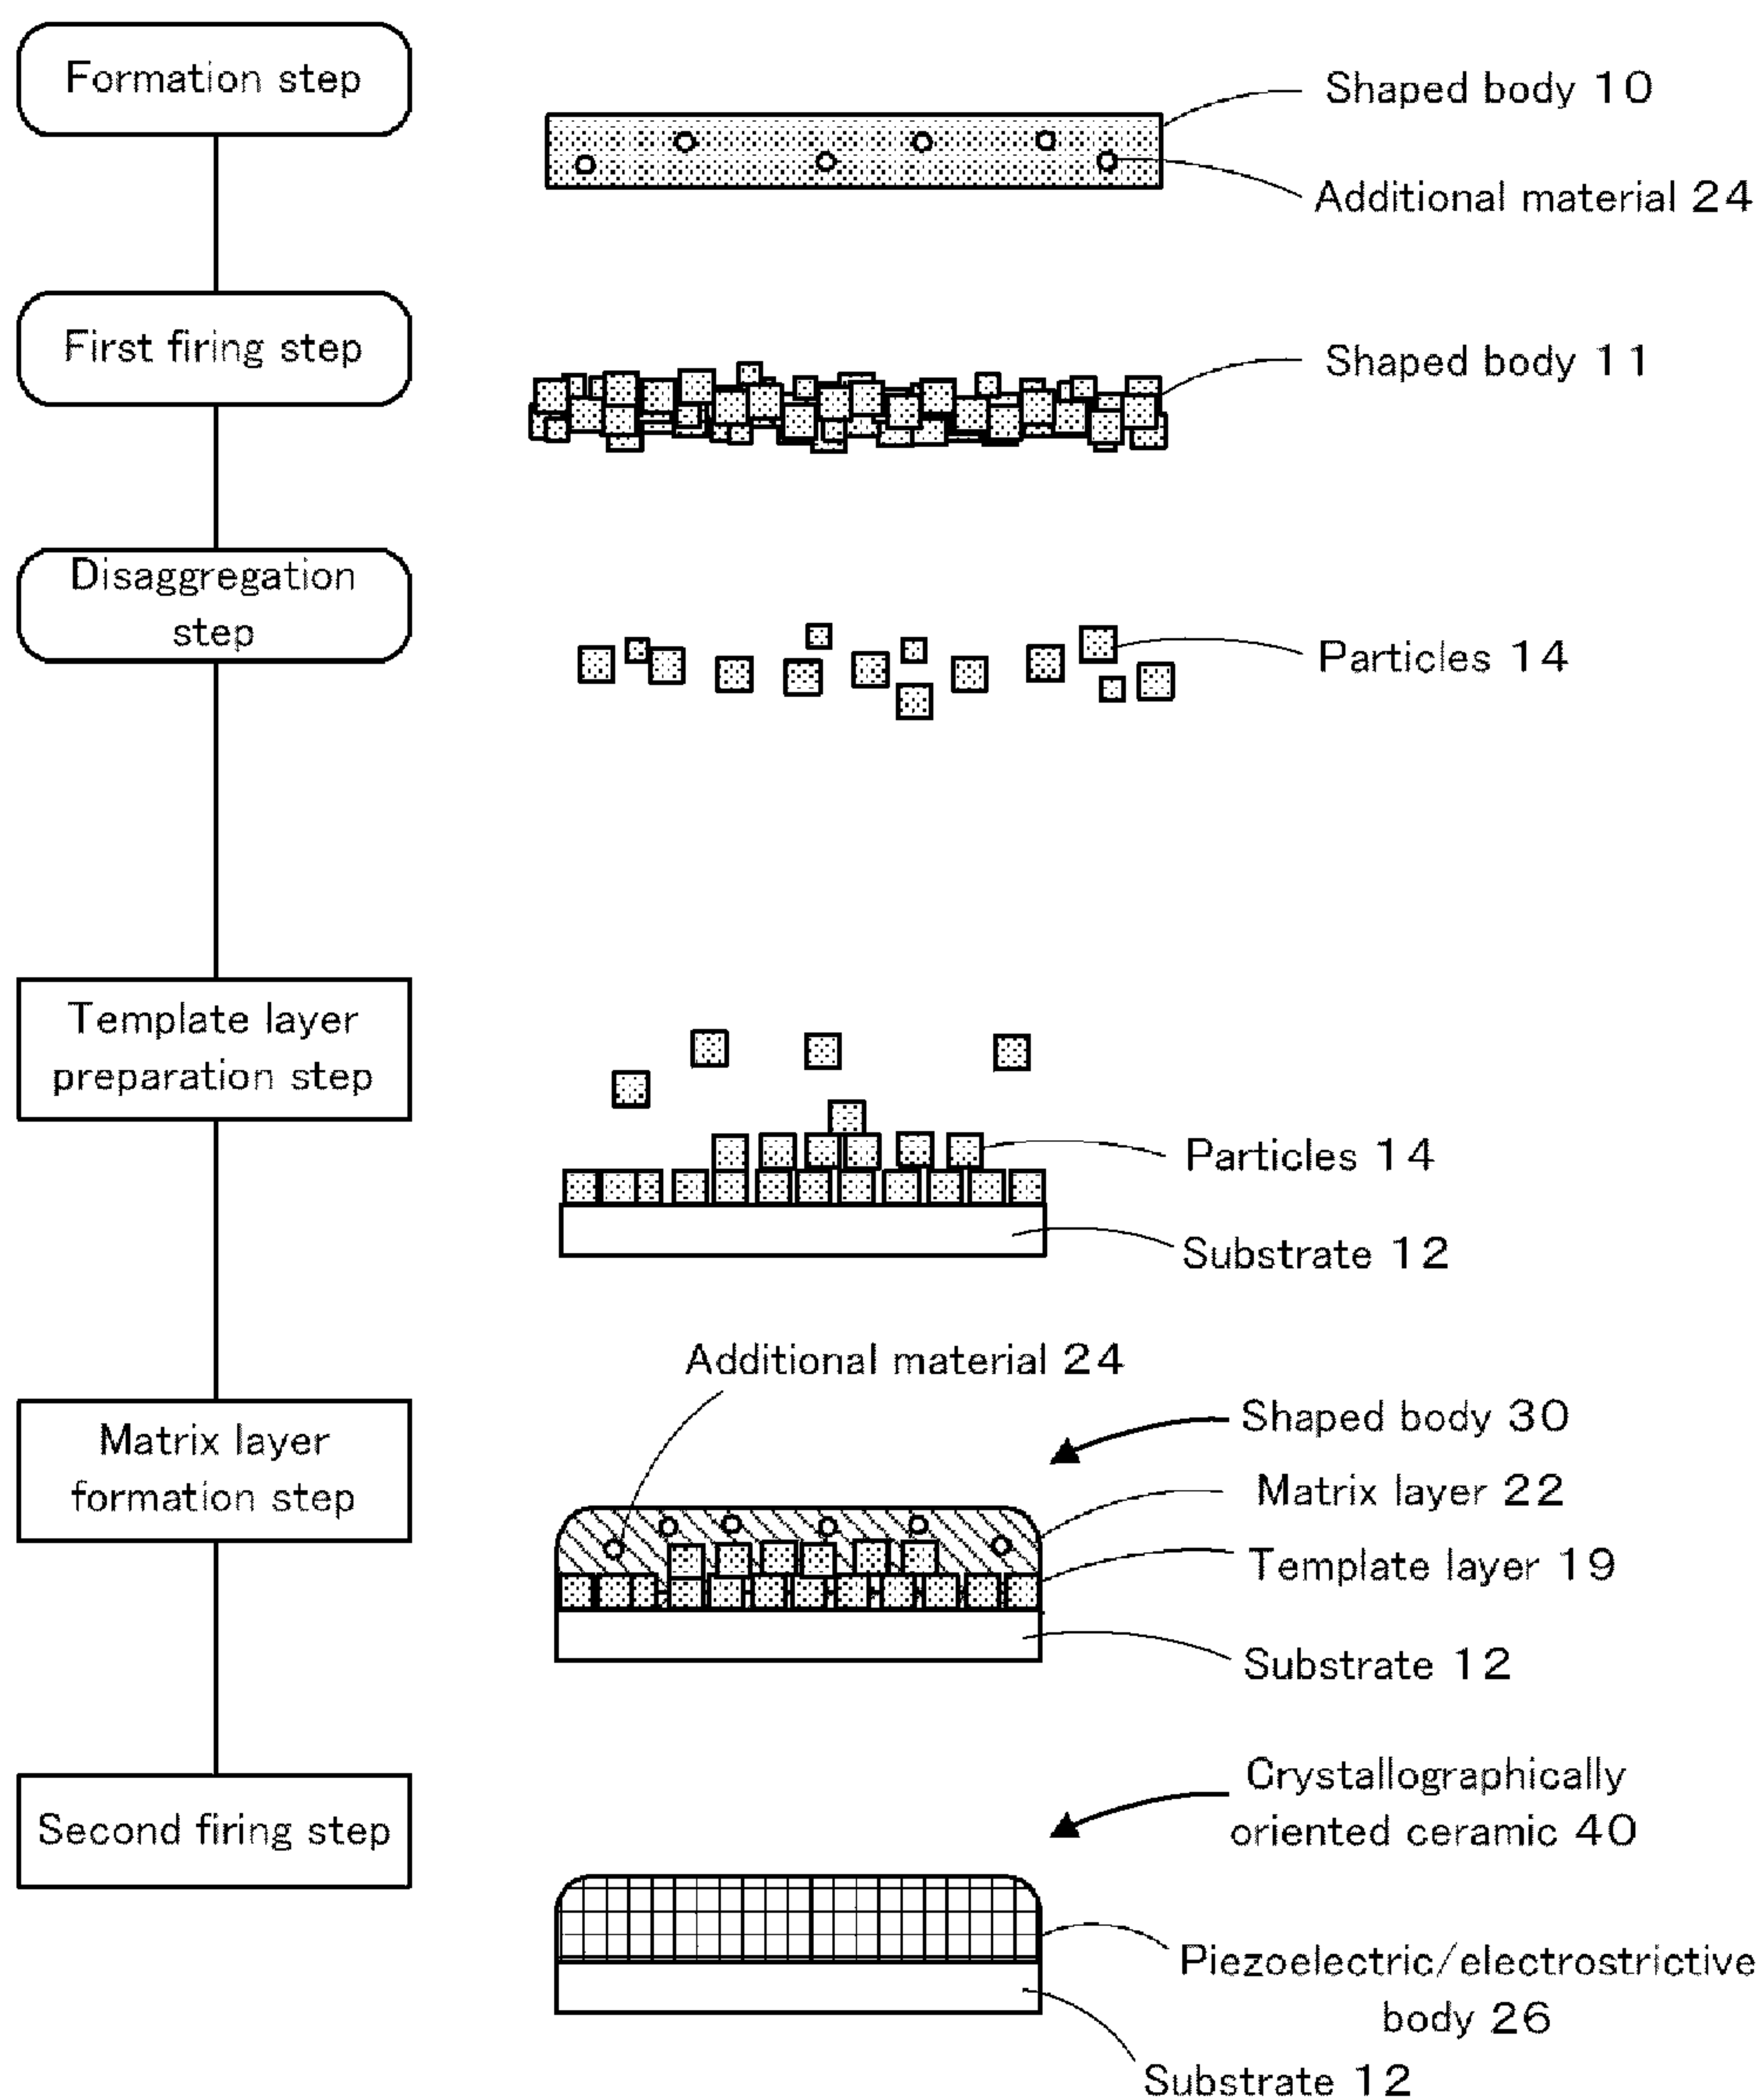 Formation step
Shaped body 10
Additional material 24
First firing step
Shaped body 11
Disaggregation
step
Particles 14
Template layer
preparation step
Particles 14
Substrate 12
Additional material 24
Matrix layer
formation step
Shaped body 30
Matrix layer 22
Template layer 19
Substrate 12
Second firing step
Crystallographically
oriented ceramic 40
Piezoelectric/electrostrictive
body 26
Substrate 12